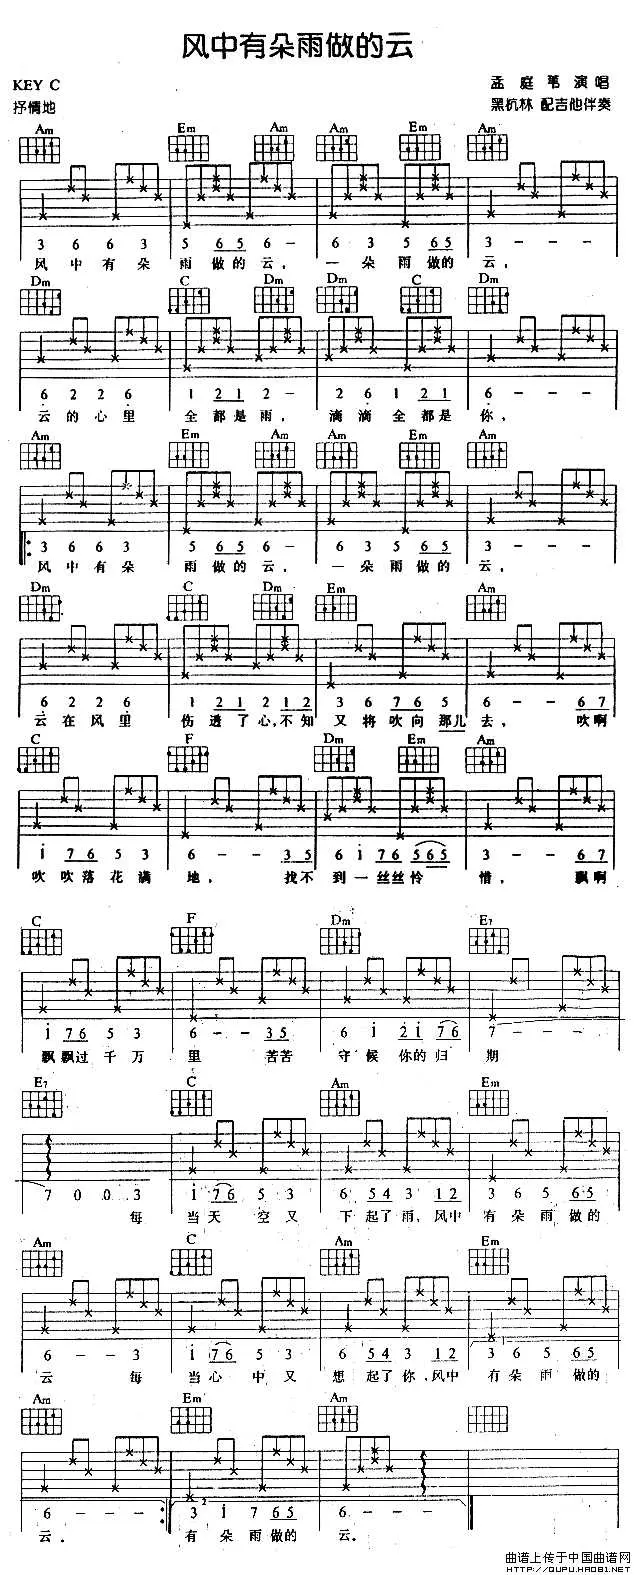 风中有朵雨做的云
KEY C
孟庭苇演唱
抒情地
黑杭林 配吉他伴奏
Am Em Am Am Em Am
3 6 6 3 5 6 5 6 - 6 3 5 6 5 3 - - -
风中有朵 雨做的云， 一朵雨做的 云，
Dm C Dm Dm C Dm
6 2 2 6 1 2 1 2 - 2 6 1 2 1 6 - - -
云的心里 全都是雨， 滴滴全都是 你，
Am Em Am Am Em Am
3 6 6 3 5 6 5 6 - 6 3 5 6 5 3 - - -
风中有朵 雨做的云， 一朵雨做的 云，
Dm C Dm Em Am
6 2 2 6 1 2 1 2 1 2 3 6 7 6 5 6 - - 6 7
云在风里 伤透了心，不知 又将吹向那儿 去， 吹啊
C F Dm Em Am
i 7 6 5 3 6 - - 3 5 6 i 7 6 5 6 5 3 - - 6 7
吹吹落花满 地， 找不 到一丝丝怜 惜， 飘啊
C F Dm E7
i 7 6 5 3 6 - - 3 5 6 i 2 i 7 6 7 - - -
飘飘过千万 里 苦苦 守候你的归 期
E7 C Am Em
7 0 0 3 i 7 6 5 3 6 5 4 3 1 2 3 6 5 6 5
每 当天空又 下起了雨，风中 有朵雨做的
Am C Am Em
6 - - 3 i 7 6 5 3 6 5 4 3 1 2 3 6 5 6 5
云 每 当心中又 想起了你，风中 有朵雨做的
Am Em Am
6 - - - 2 3 i 7 6 5 6 - - -
云． 有朵雨做的 云．
曲谱上传于中国曲谱网
HTTP://QUPU.HAO81.NET